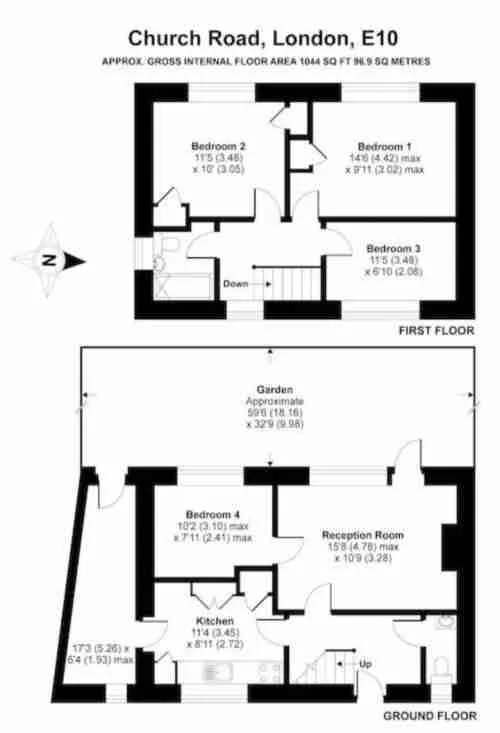 Church Road, London, E10
APPROX. GROSS INTERNAL FLOOR AREA 1044 SQ FT 96.9 SQ METRES
Bedroom 2
11'5 (3.48)
x 10' (3.05)
Bedroom 1
14'6 (4.42) max
x 9'11 (3.02) max
N
Bedroom 3
11'5 (3.48)
x 6'10 (2.08)
Down
FIRST FLOOR
Garden
Approximate
59'6 (18.16)
x 32'9 (9.98)
Bedroom 4
10'2 (3.10) max
x 7'11 (2.41) max
Reception Room
15'8 (4.78) max
x 10'9 (3.28)
Kitchen
11'4 (3.45)
x 8'11 (2.72)
17'3 (5.26) x
6'4 (1.93) max
Up
GROUND FLOOR